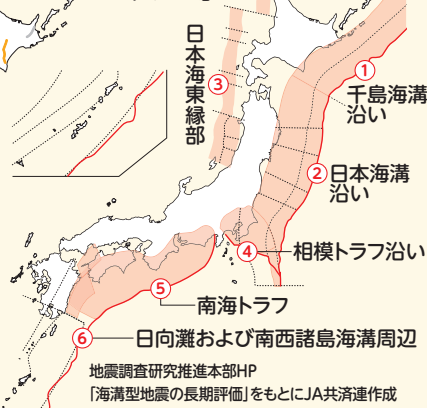 ①
千島海溝
沿い
②日本海溝
沿い
日本海東縁部
③
④
相模トラフ沿い
⑤
南海トラフ
⑥
日向灘および南西諸島海溝周辺
地震調査研究推進本部HP
「海溝型地震の長期評価」をもとにJA共済連作成